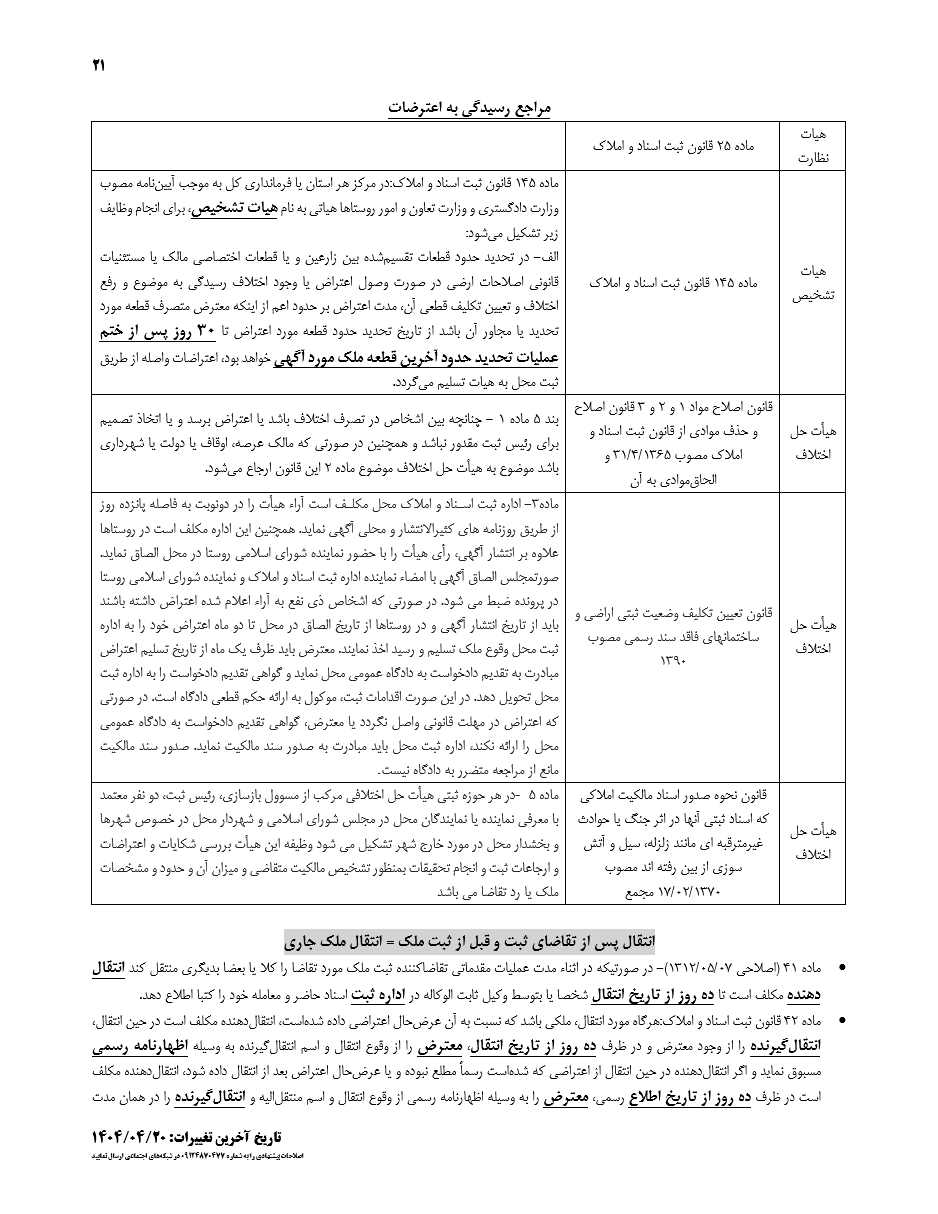 ۲۱
مراجع رسیدگی به اعتراضات
هیات
نظارت
ماده ۲۵ قانون ثبت اسناد و املاک
هیات
تشخیص
ماده ۱۴۵ قانون ثبت اسناد و املاک
ماده ۱۴۵ قانون ثبت اسناد و املاک:در مرکز هر استان یا فرمانداری کل به موجب آیین‌نامه مصوب
وزارت دادگستری و وزارت تعاون و امور روستاها هیاتی به نام هیات تشخیص، برای انجام وظایف
زیر تشکیل می‌شود:
الف- در تحدید حدود قطعات تقسیم‌شده بین زارعین و یا قطعات اختصاصی مالک یا مستثنیات
قانونی اصلاحات ارضی در صورت وصول اعتراض یا وجود اختلاف رسیدگی به موضوع و رفع
اختلاف و تعیین تکلیف قطعی آن، مدت اعتراض بر حدود اعم از اینکه معترض متصرف قطعه مورد
تحدید یا مجاور آن باشد از تاریخ تحدید حدود قطعه مورد اعتراض تا ۳۰ روز پس از ختم
عملیات تحدید حدود آخرین قطعه ملک مورد آگهی خواهد بود، اعتراضات واصله از طریق
ثبت محل به هیات تسلیم می‌گردد.
هیأت حل
اختلاف
قانون اصلاح مواد ۱ و ۲ و ۳ قانون اصلاح
و حذف موادی از قانون ثبت اسناد و
املاک مصوب ۳۱/۴/۱۳۶۵ و
الحاق‌موادی به آن
بند ۵ ماده ۱ - چنانچه بین اشخاص در تصرف اختلاف باشد یا اعتراض برسد و یا اتخاذ تصمیم
برای رئیس ثبت مقدور نباشد و همچنین در صورتی که مالک عرصه، اوقاف یا دولت یا شهرداری
باشد موضوع به هیأت حل اختلاف موضوع ماده ۲ این قانون ارجاع می‌شود.
هیأت حل
اختلاف
قانون تعیین تکلیف وضعیت ثبتی اراضی و
ساختمانهای فاقد سند رسمی مصوب
۱۳۹۰
ماده۳- اداره ثبت اسناد و املاک محل مکلف است آراء هیأت را در دونوبت به فاصله پانزده روز
از طریق روزنامه های کثیرالانتشار و محلی آگهی نماید. همچنین این اداره مکلف است در روستاها
علاوه بر انتشار آگهی، رأی هیأت را با حضور نماینده شورای اسلامی روستا در محل الصاق نماید.
صورتمجلس الصاق آگهی با امضاء نماینده اداره ثبت اسناد و املاک و نماینده شورای اسلامی روستا
در پرونده ضبط می شود. در صورتی که اشخاص ذی نفع به آراء اعلام شده اعتراض داشته باشند
باید از تاریخ انتشار آگهی و در روستاها از تاریخ الصاق در محل تا دو ماه اعتراض خود را به اداره
ثبت محل وقوع ملک تسلیم و رسید اخذ نمایند. معترض باید ظرف یک ماه از تاریخ تسلیم اعتراض
مبادرت به تقدیم دادخواست به دادگاه عمومی محل نماید و گواهی تقدیم دادخواست را به اداره ثبت
محل تحویل دهد. در این صورت اقدامات ثبت، موکول به ارائه حکم قطعی دادگاه است. در صورتی
که اعتراض در مهلت قانونی واصل نگردد یا معترض، گواهی تقدیم دادخواست به دادگاه عمومی
محل را ارائه نکند، اداره ثبت محل باید مبادرت به صدور سند مالکیت نماید. صدور سند مالکیت
مانع از مراجعه متضرر به دادگاه نیست.
هیأت حل
اختلاف
قانون نحوه صدور اسناد مالکیت املاکی
که اسناد ثبتی آنها در اثر جنگ یا حوادث
غیرمترقبه ای مانند زلزله، سیل و آتش
سوزی از بین رفته اند مصوب
۱۷/۰۲/۱۳۷۰ مجمع
ماده ۵ -در هر حوزه ثبتی هیأت حل اختلافی مرکب از مسوول بازسازی، رئیس ثبت، دو نفر معتمد
با معرفی نماینده یا نمایندگان محل در مجلس شورای اسلامی و شهردار محل در خصوص شهرها
و بخشدار محل در مورد خارج شهر تشکیل می شود وظیفه این هیأت بررسی شکایات و اعتراضات
و ارجاعات ثبت و انجام تحقیقات بمنظور تشخیص مالکیت متقاضی و میزان آن و حدود و مشخصات
ملک یا رد تقاضا می باشد
انتقال پس از تقاضای ثبت و قبل از ثبت ملک = انتقال ملک جاری
• ماده ۴۱ (اصلاحی ۱۳۱۲/۰۵/۰۷)- در صورتیکه در اثناء مدت عملیات مقدماتی تقاضاکننده ثبت ملک مورد تقاضا را کلا یا بعضا بدیگری منتقل کند انتقال
دهنده مکلف است تا ده روز از تاریخ انتقال شخصا یا بتوسط وکیل ثابت الوکاله در اداره ثبت اسناد حاضر و معامله خود را کتبا اطلاع دهد.
• ماده ۴۲ قانون ثبت اسناد و املاک:هرگاه مورد انتقال، ملکی باشد که نسبت به آن عرض‌حال اعتراضی داده شده‌است، انتقال‌دهنده مکلف است در حین انتقال،
انتقال‌گیرنده را از وجود معترض و در ظرف ده روز از تاریخ انتقال، معترض را از وقوع انتقال و اسم انتقال‌گیرنده به وسیله اظهارنامه رسمی
مسبوق نماید و اگر انتقال‌دهنده در حین انتقال از اعتراضی که شده‌است رسماً مطلع نبوده و یا عرض‌حال اعتراض بعد از انتقال داده شود، انتقال‌دهنده مکلف
است در ظرف ده روز از تاریخ اطلاع رسمی، معترض را به وسیله اظهارنامه رسمی از وقوع انتقال و اسم منتقل‌الیه و انتقال‌گیرنده را در همان مدت
تاریخ آخرین تغییرات: ۱۴۰۴/۰۴/۲۰
اصلاحات پیشنهادی را به شماره ۰۹۱۲۴۸۷۰۴۷۷ در شبکه‌های اجتماعی ارسال نمایید